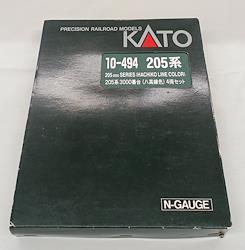 PRECISION RAILROAD MODELS
KATO
10-494 205系
205-3000 SERIES (HACHIKO LINE COLOR)
205系3000番台〈八高線色〉4両セット
N-GAUGE